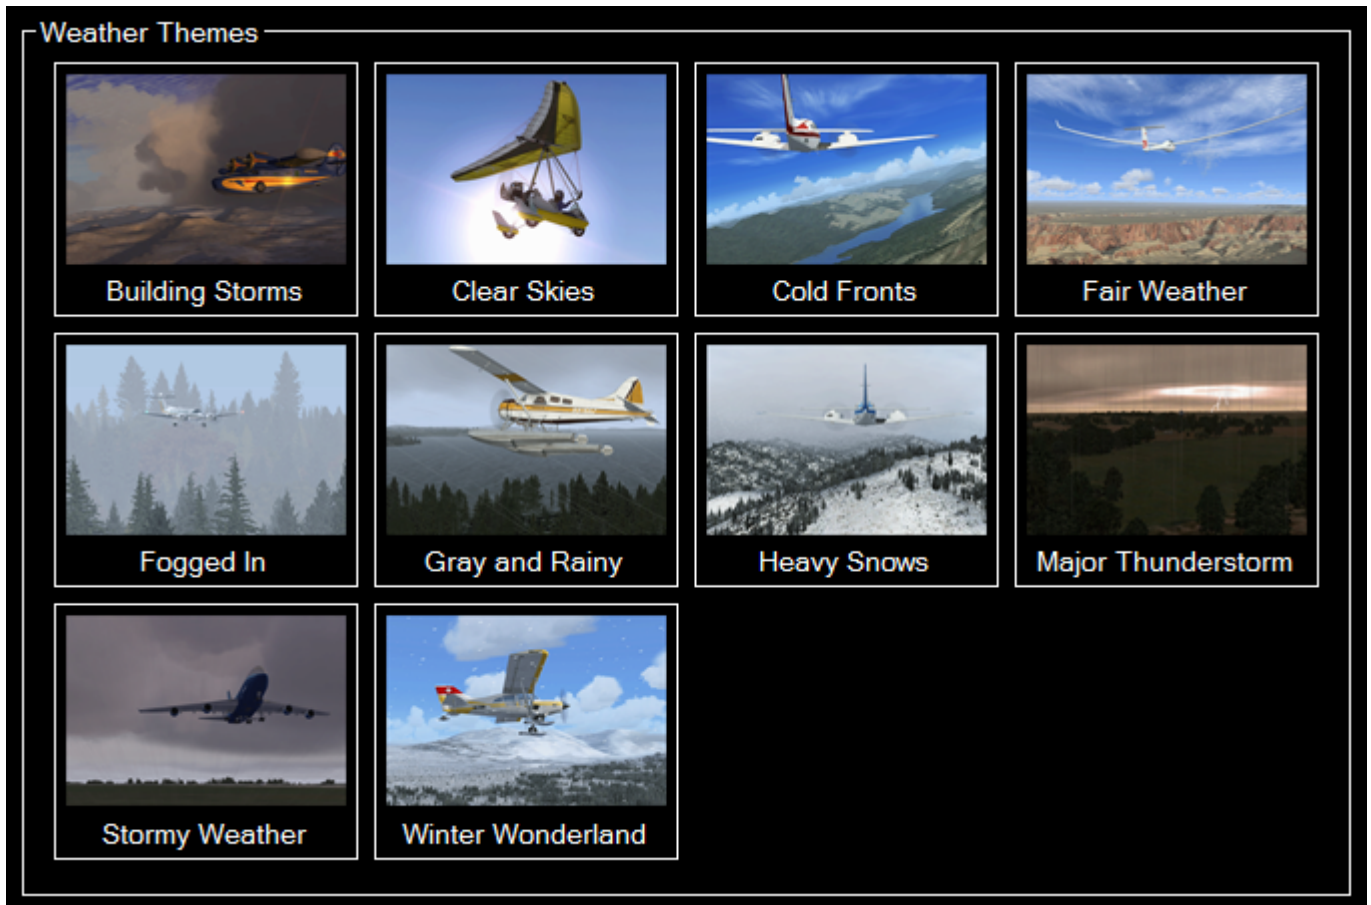 Weather Themes
Building Storms
Clear Skies
Cold Fronts
Fair Weather
Fogged In
Gray and Rainy
Heavy Snows
Major Thunderstorm
Stormy Weather
Winter Wonderland